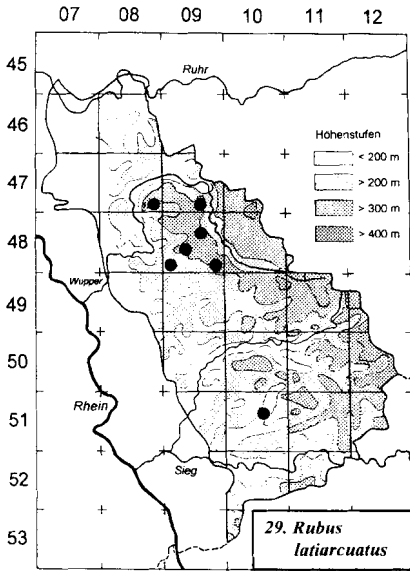 07 08 09 10 11 12
45
Ruhr
46
Höhenstufen
< 200 m
> 200 m
> 300 m
> 400 m
47
48
Wupper
49
50
Rhein
51
Sieg
52
53
29. Rubus
latiarcuatus